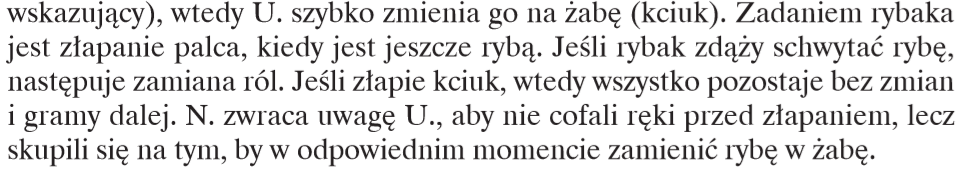 wskazujący), wtedy U. szybko zmienia go na żabę (kciuk). Zadaniem rybaka
jest złapanie palca, kiedy jest jeszcze rybą. Jeśli rybak zdąży schwytać rybę,
następuje zamiana ról. Jeśli złapie kciuk, wtedy wszystko pozostaje bez zmian
i gramy dalej. N. zwraca uwagę U., aby nie cofali ręki przed złapaniem, lecz
skupili się na tym, by w odpowiednim momencie zamienić rybę w żabę.